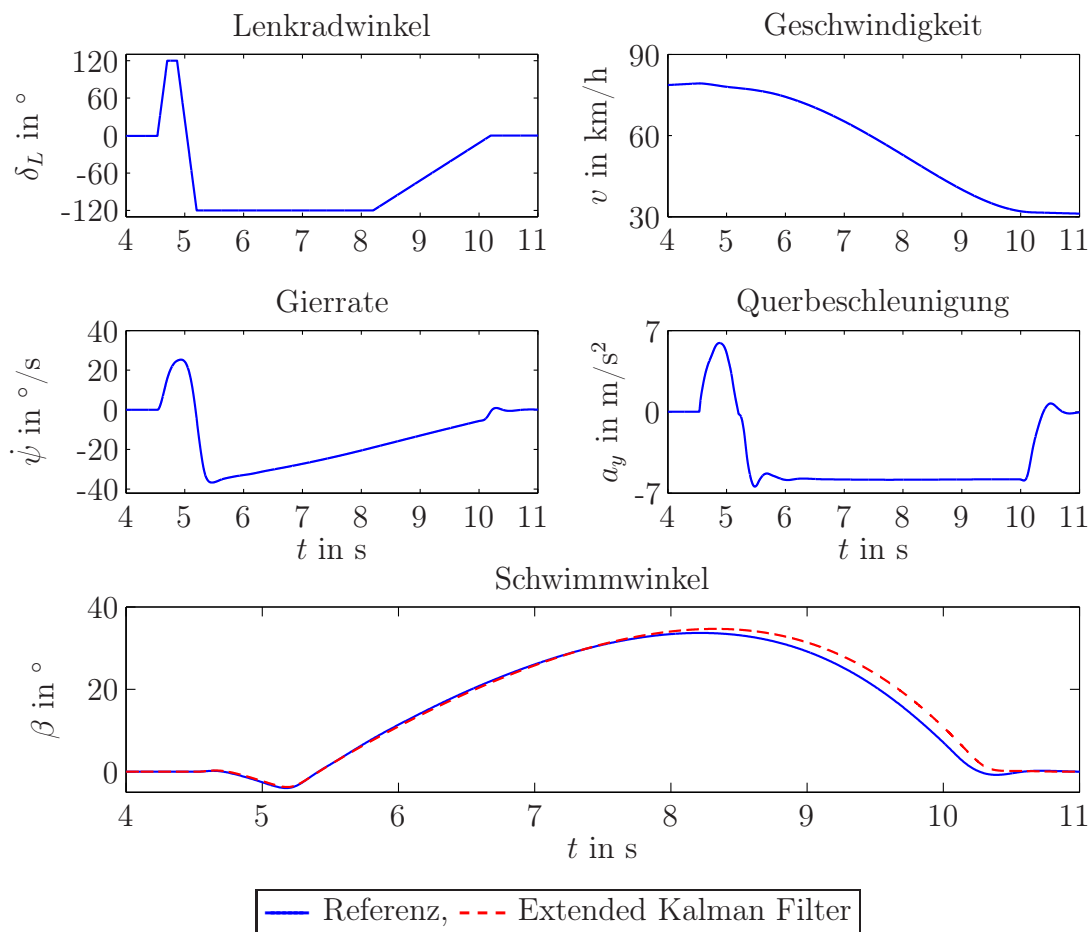 Lenkradwinkel
δ_L in °
120
60
0
-60
-120
4 5 6 7 8 9 10 11
Geschwindigkeit
v in km/h
90
60
30
4 5 6 7 8 9 10 11
Gierrate
ψ̇ in °/s
40
20
0
-20
-40
4 5 6 7 8 9 10 11
t in s
Querbeschleunigung
a_y in m/s²
7
0
-7
4 5 6 7 8 9 10 11
t in s
Schwimmwinkel
β in °
40
20
0
4 5 6 7 8 9 10 11
t in s
Referenz, Extended Kalman Filter